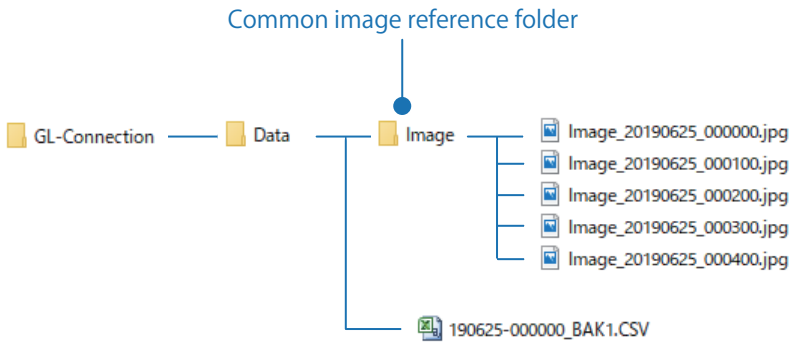 Common image reference folder
GL-Connection
Data
Image
Image_20190625_000000.jpg
Image_20190625_000100.jpg
Image_20190625_000200.jpg
Image_20190625_000300.jpg
Image_20190625_000400.jpg
190625-000000_BAK1.CSV